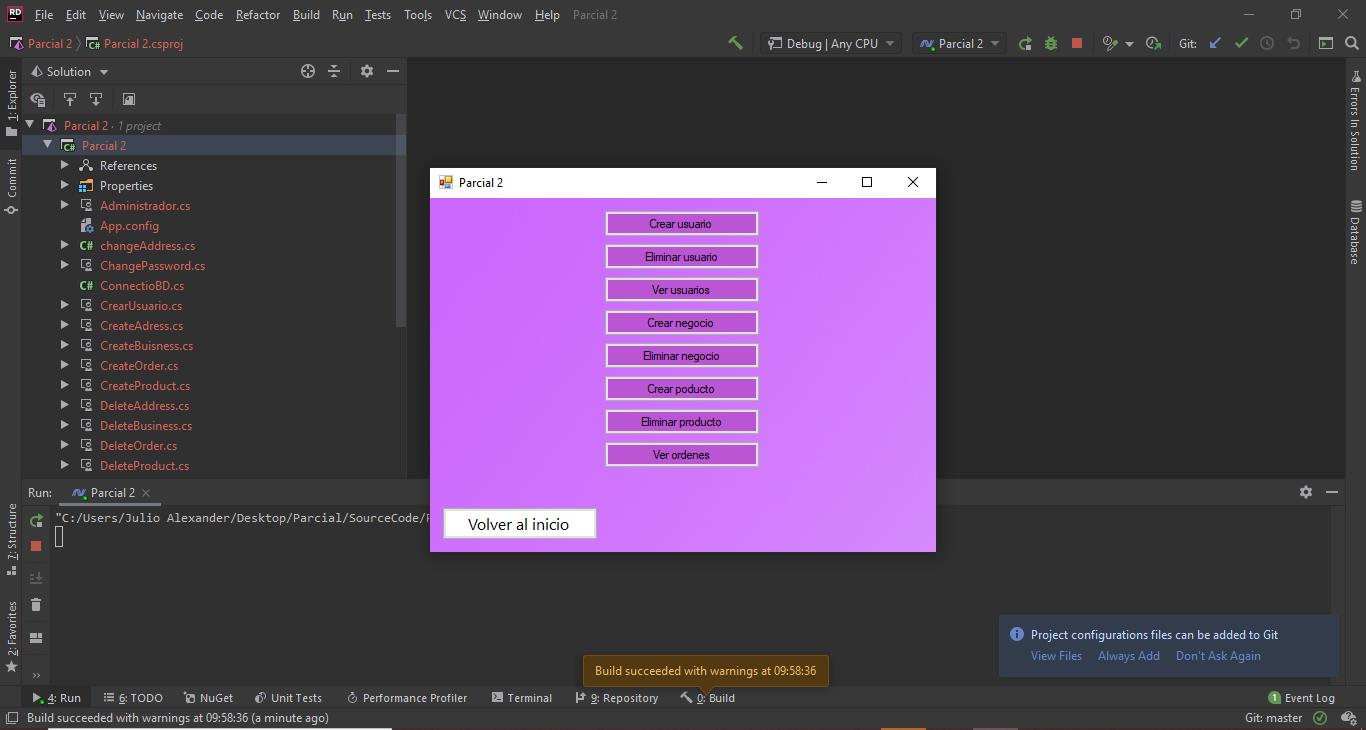 RD File Edit View Navigate Code Refactor Build Run Tests Tools VCS Window Help Parcial 2
Parcial 2 Parcial 2.csproj Debug | Any CPU Parcial 2 Git:
Solution
1: Explorer
Commit
7: Structure
2: Favorites
Parcial 2 · 1 project
C# Parcial 2
References
Properties
Administrador.cs
App.config
C# changeAddress.cs
ChangePassword.cs
C# ConnectioBD.cs
CrearUsuario.cs
CreateAdress.cs
CreateBuisness.cs
CreateOrder.cs
CreateProduct.cs
DeleteAddress.cs
DeleteBusiness.cs
DeleteOrder.cs
DeleteProduct.cs
Parcial 2
Crear usuario
Eliminar usuario
Ver usuarios
Crear negocio
Eliminar negocio
Crear poducto
Eliminar producto
Ver ordenes
Volver al inicio
Errors In Solution
Database
Run: Parcial 2
"C:/Users/Julio Alexander/Desktop/Parcial/SourceCode/
Project configurations files can be added to Git
View Files Always Add Don't Ask Again
Build succeeded with warnings at 09:58:36
4: Run 6: TODO NuGet Unit Tests Performance Profiler Terminal 9: Repository 0: Build 1 Event Log
Build succeeded with warnings at 09:58:36 (a minute ago) Git: master